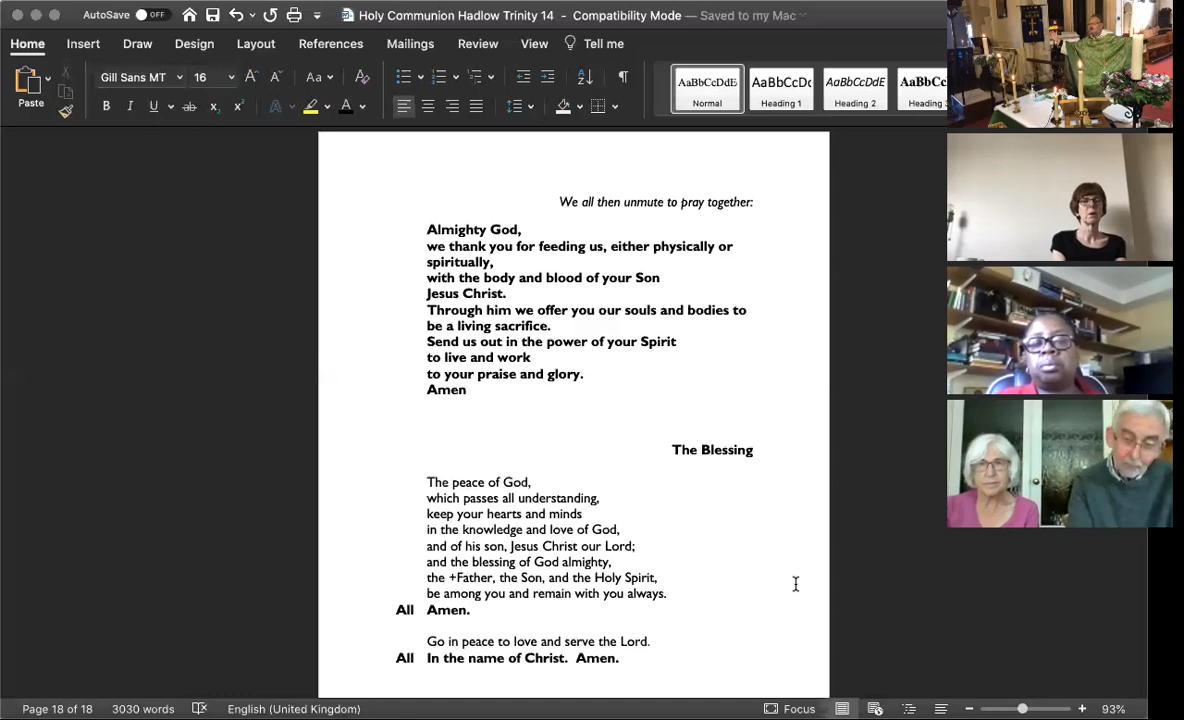 AutoSave OFF Holy Communion Hadlow Trinity 14 - Compatibility Mode — Saved to my Mac
Home Insert Draw Design Layout References Mailings Review View Tell me
Paste Gill Sans MT 16 A A Aa A AaBbCcDdE AaBbCcDc AaBbCcDdE AaBbCcD
B I U ab x2 x2 A A Normal Heading 1 Heading 2 Heading
We all then unmute to pray together:
Almighty God,
we thank you for feeding us, either physically or
spiritually,
with the body and blood of your Son
Jesus Christ.
Through him we offer you our souls and bodies to
be a living sacrifice.
Send us out in the power of your Spirit
to live and work
to your praise and glory.
Amen
The Blessing
The peace of God,
which passes all understanding,
keep your hearts and minds
in the knowledge and love of God,
and of his son, Jesus Christ our Lord;
and the blessing of God almighty,
the +Father, the Son, and the Holy Spirit,
be among you and remain with you always.
All Amen.
Go in peace to love and serve the Lord.
All In the name of Christ. Amen.
Page 18 of 18 3030 words English (United Kingdom) Focus 93%